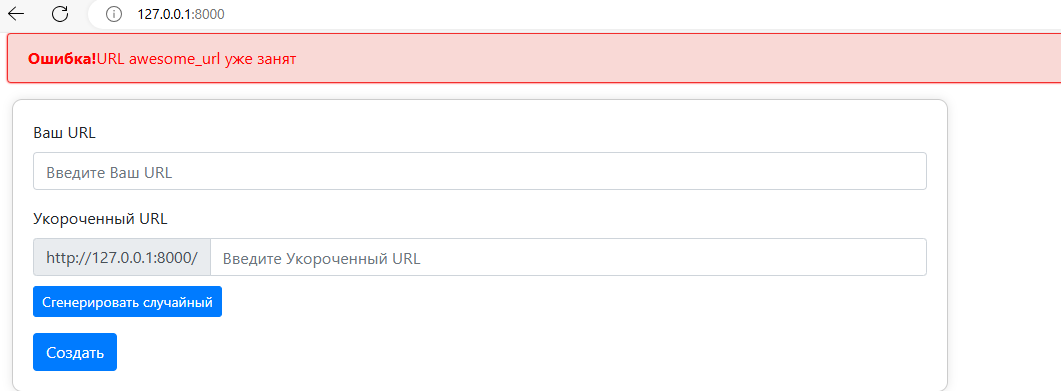 127.0.0.1:8000
Ошибка!URL awesome_url уже занят
Ваш URL
Введите Ваш URL
Укороченный URL
http://127.0.0.1:8000/ Введите Укороченный URL
Сгенерировать случайный
Создать